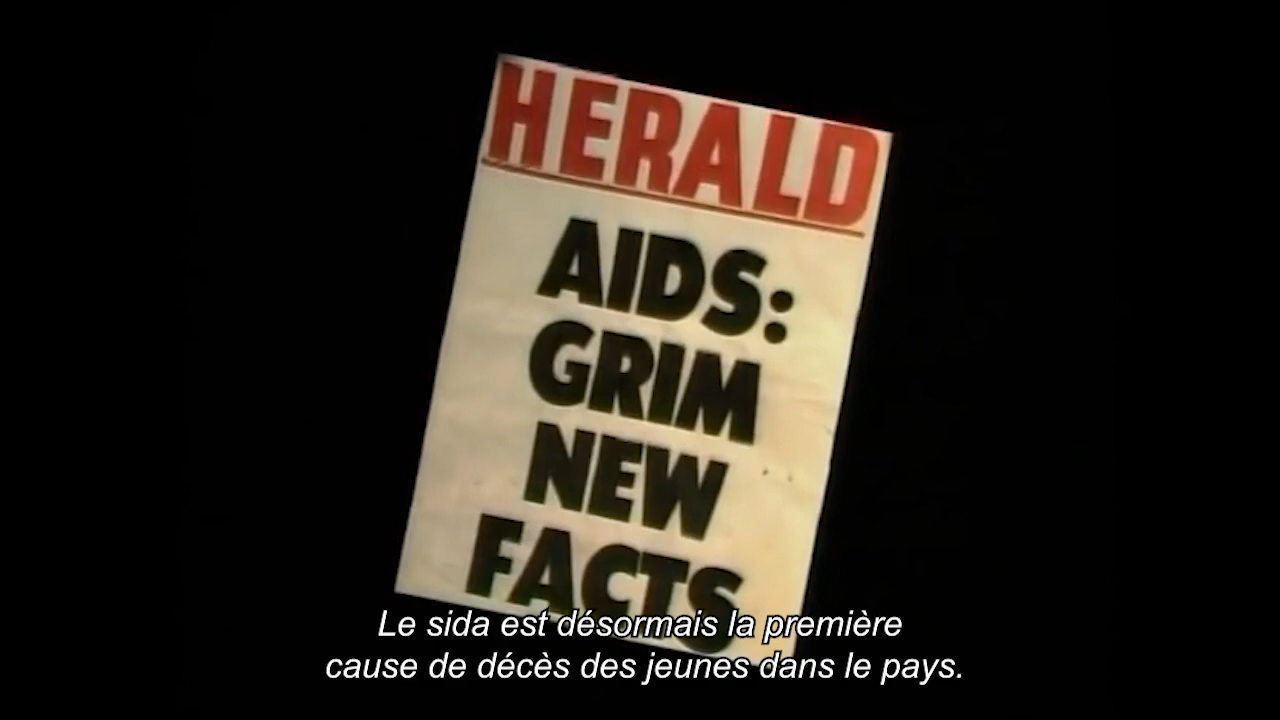 HERALD
AIDS:
GRIM
NEW
FACTS
Le sida est désormais la première
cause de décès des jeunes dans le pays.